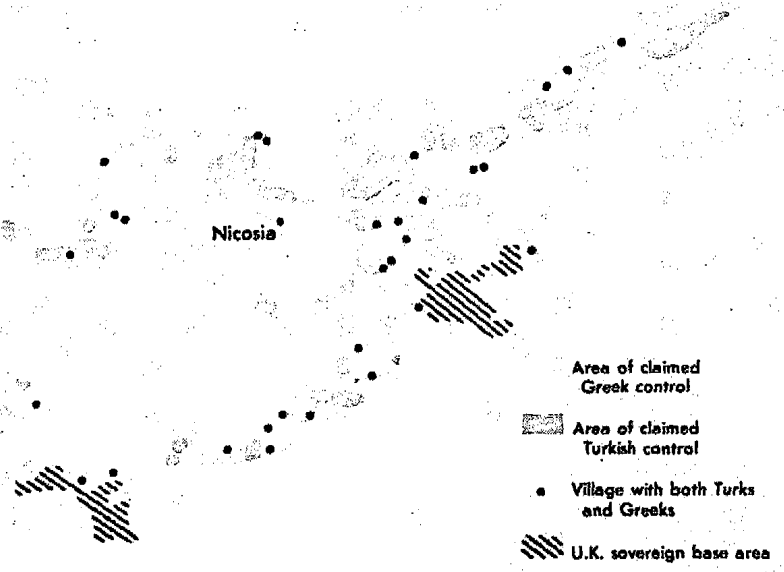 Nicosia
Area of claimed
Greek control
Area of claimed
Turkish control
Village with both Turks
and Greeks
U.K. sovereign base area